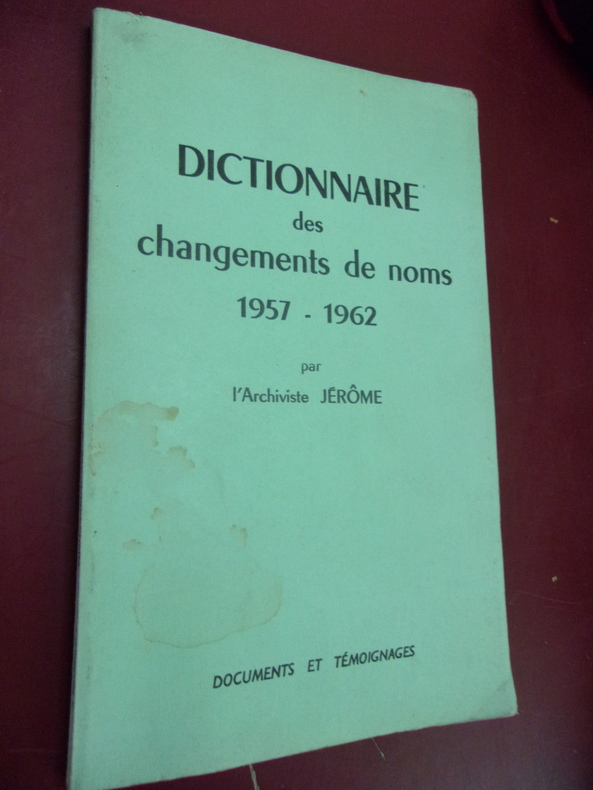 DICTIONNAIRE
des
changements de noms
1957 - 1962
par
l'Archiviste JÉRÔME
DOCUMENTS ET TÉMOIGNAGES